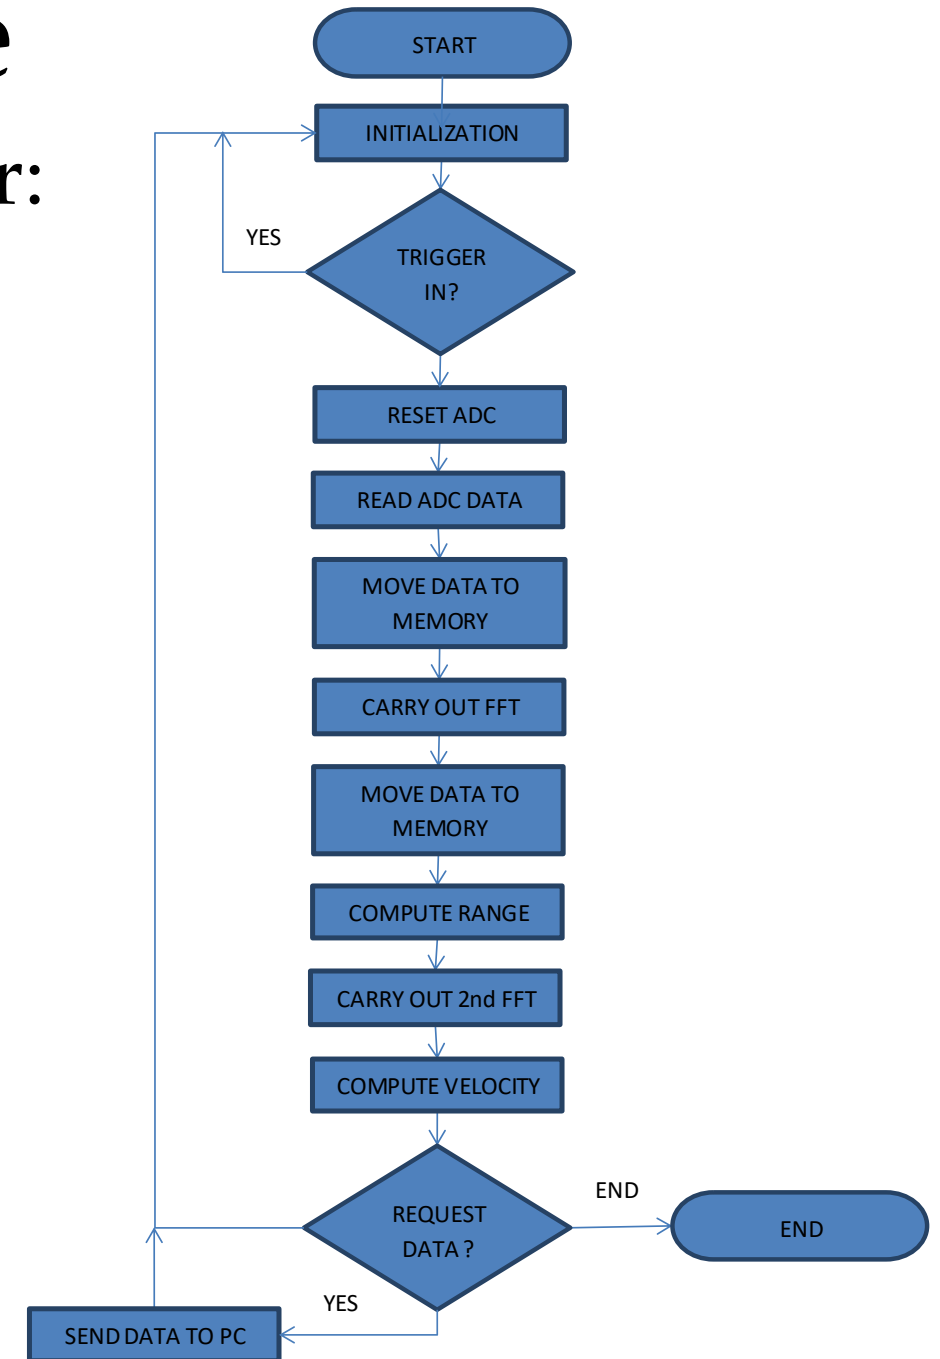 e
r:
START
INITIALIZATION
YES
TRIGGER
IN?
RESET ADC
READ ADC DATA
MOVE DATA TO
MEMORY
CARRY OUT FFT
MOVE DATA TO
MEMORY
COMPUTE RANGE
CARRY OUT 2nd FFT
COMPUTE VELOCITY
REQUEST
DATA ?
END
END
YES
SEND DATA TO PC